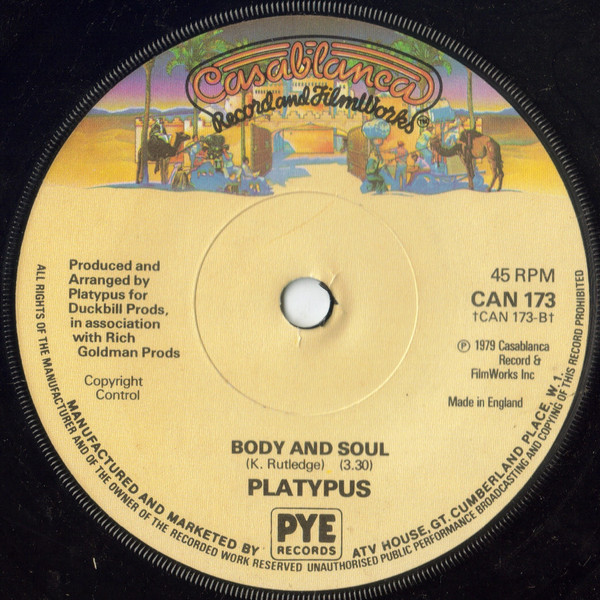 Casablanca
Record and FilmWorks™
Produced and
Arranged by
Platypus for
Duckbill Prods,
in association
with Rich
Goldman Prods
Copyright
Control
45 RPM
CAN 173
†CAN 173-B†
Ⓟ 1979 Casablanca
Record &
FilmWorks Inc
Made in England
BODY AND SOUL
(K. Rutledge) (3.30)
PLATYPUS
PYE
RECORDS
MANUFACTURED AND MARKETED BY
ATV HOUSE, GT. CUMBERLAND PLACE, W.1.
ALL RIGHTS OF THE MANUFACTURER AND OF THE OWNER OF THE RECORDED WORK RESERVED UNAUTHORISED PUBLIC PERFORMANCE BROADCASTING AND COPYING OF THIS RECORD PROHIBITED